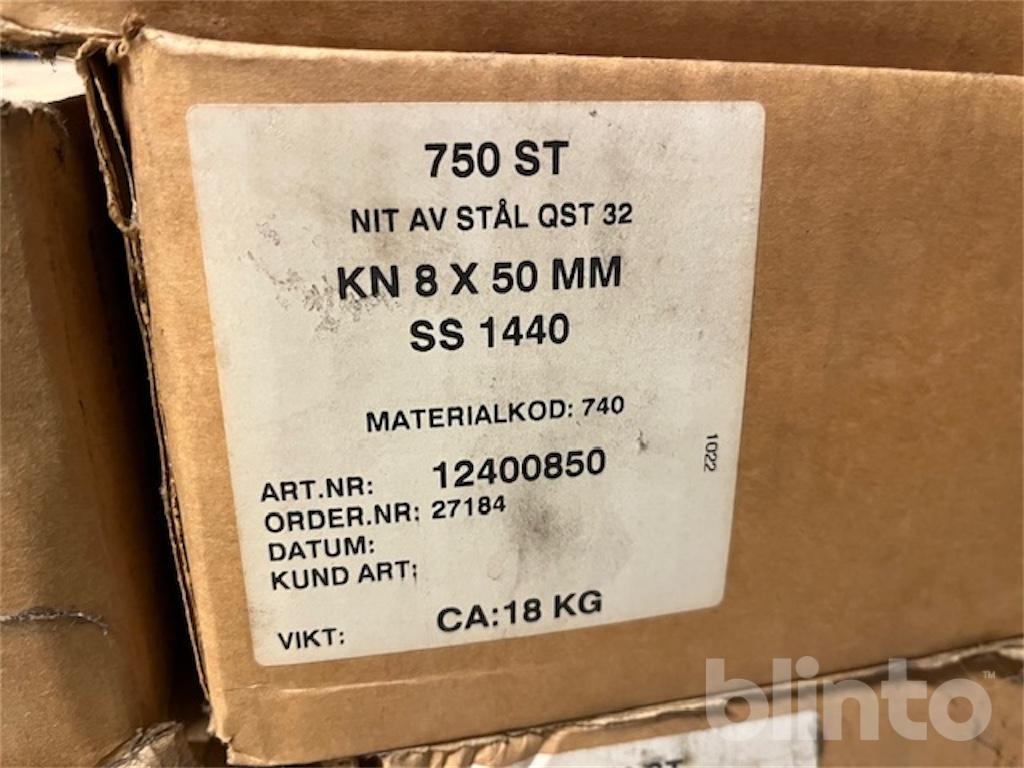 750 ST
NIT AV STÅL QST 32
KN 8 X 50 MM
SS 1440
MATERIALKOD: 740
1022
ART.NR: 12400850
ORDER.NR: 27184
DATUM:
KUND ART:
VIKT: CA:18 KG
blinto™